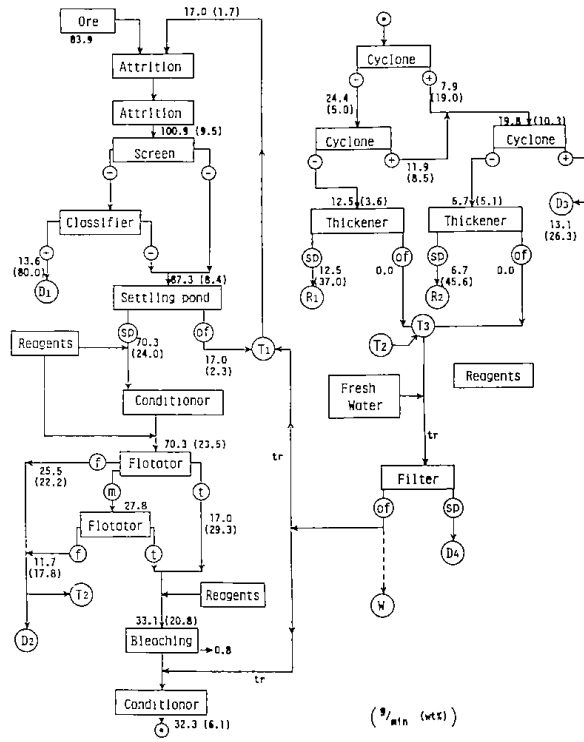 Ore
83.9
17.0 (1.7)
Attrition
Attrition
100.9 (9.5)
Screen
−
−
Classifier
−
−
13.6
(80.0)
D1
87.3 (8.4)
Settling pond
sp
of
70.3
(24.0)
17.0
(2.3)
T1
Reagents
Conditionor
70.3 (23.5)
Flotator
f
m
t
25.5
(22.2)
27.8
17.0
(29.3)
Flotator
f
t
11.7
(17.8)
T2
D2
Reagents
33.1 (20.8)
Bleaching
0.8
tr
tr
Conditionor
32.3 (6.1)
Cyclone
−
+
24.4
(5.0)
7.9
(19.0)
Cyclone
−
+
11.9
(8.5)
19.8 (10.3)
Cyclone
−
+
D3
13.1
(26.3)
12.5 (3.6)
Thickener
6.7 (5.1)
Thickener
sp
of
sp
of
12.5
(37.0)
0.0
6.7
(45.6)
0.0
R1
R2
T3
T2
Reagents
Fresh
Water
tr
Filter
of
sp
D4
W
(g/min (wt%))